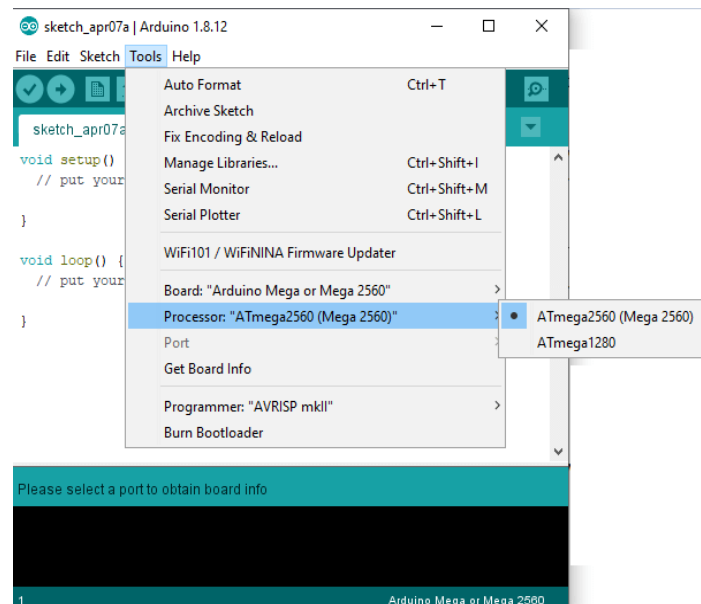 sketch_apr07a | Arduino 1.8.12
File Edit Sketch Tools Help
Auto Format Ctrl+T
Archive Sketch
sketch_apr07a
Fix Encoding & Reload
void setup()
Manage Libraries... Ctrl+Shift+I
// put your
Serial Monitor Ctrl+Shift+M
Serial Plotter Ctrl+Shift+L
}
WiFi101 / WiFiNINA Firmware Updater
void loop() {
// put your
Board: "Arduino Mega or Mega 2560"
Processor: "ATmega2560 (Mega 2560)" ATmega2560 (Mega 2560)
}
Port ATmega1280
Get Board Info
Programmer: "AVRISP mkII"
Burn Bootloader
Please select a port to obtain board info
1 Arduino Mega or Mega 2560